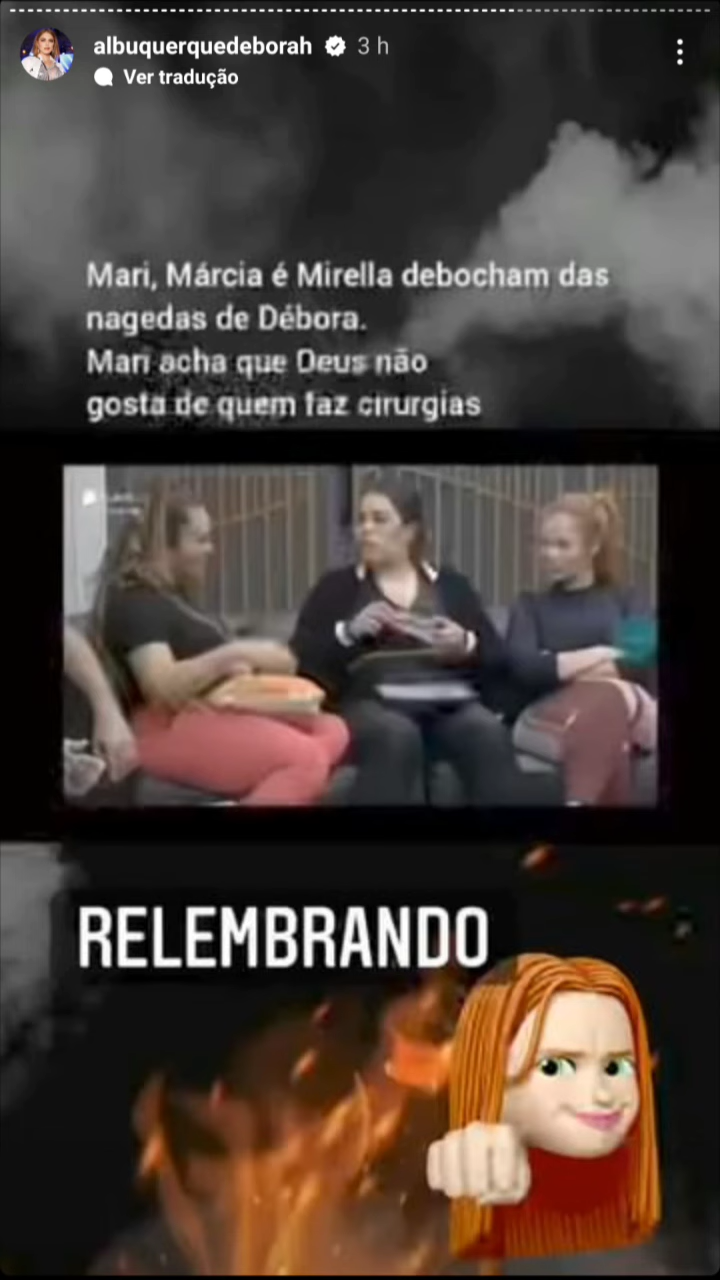 albuquerquedeborah 3 h
Ver tradução
Mari, Márcia é Mirella debocham das
nagedas de Débora.
Mari acha que Deus não
gosta de quem faz cirurgias
RELEMBRANDO